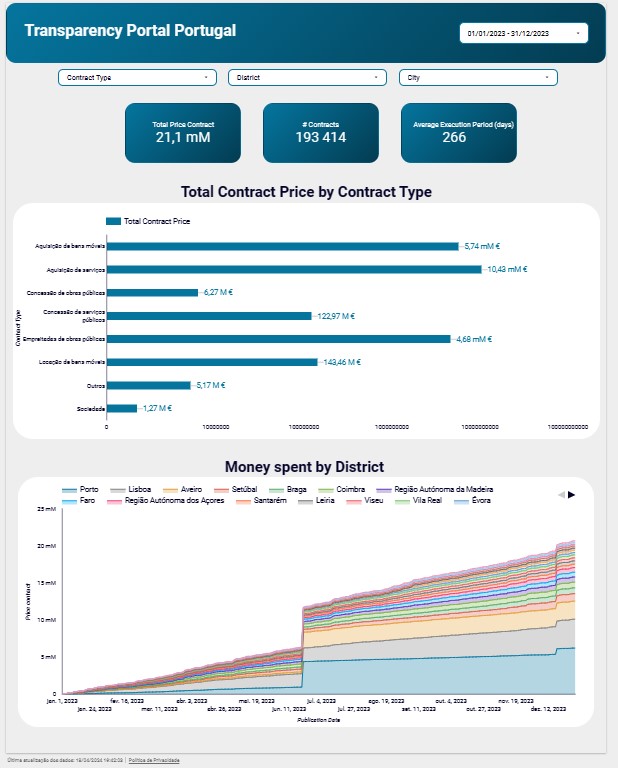 Transparency Portal Portugal
01/01/2023 - 31/12/2023
Contract Type
District
City
Total Price Contract
21,1 mM
# Contracts
193 414
Average Execution Period (days)
266
Total Contract Price by Contract Type
Total Contract Price
Contract Type
Aquisição de bens móveis
5,74 mM €
Aquisição de serviços
10,43 mM €
Concessão de obras públicas
6,27 M €
Concessão de serviços
públicos
122,97 M €
Empreitadas de obras públicas
4,68 mM €
Locação de bens móveis
143,46 M €
Outros
5,17 M €
Sociedade
1,27 M €
0 10000000 100000000 1000000000 10000000000 100000000000
Money spent by District
Porto Lisboa Aveiro Setúbal Braga Coimbra Região Autónoma da Madeira
Faro Região Autónoma dos Açores Santarém Leiria Viseu Vila Real Évora
Price contract
25 mM
20 mM
15 mM
10 mM
5 mM
0
jan. 1, 2023 fev. 16, 2023 abr. 3, 2023 mai. 19, 2023 jul. 4, 2023 ago. 19, 2023 out. 4, 2023 nov. 19, 2023
jan. 24, 2023 mar. 11, 2023 abr. 26, 2023 jun. 11, 2023 jul. 27, 2023 set. 11, 2023 out. 27, 2023 dez. 12, 2023
Publication Date
Última atualização dos dados: Política de Privacidade